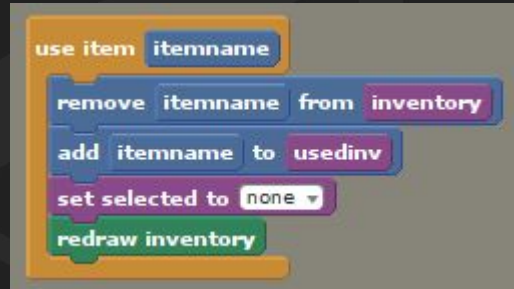 use item itemname
remove itemname from inventory
add itemname to usedinv
set selected to none
redraw inventory